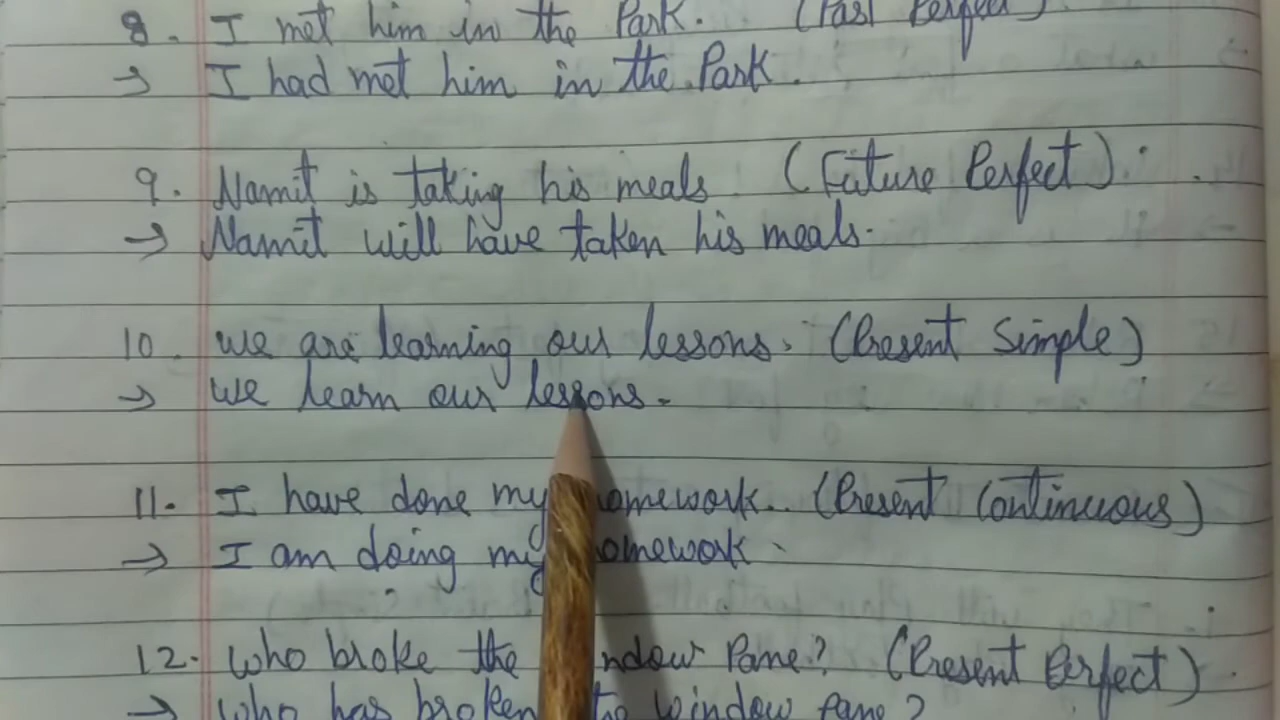 8. I met him in the Park. (Past Perfect)
→ I had met him in the Park.
9. Namit is taking his meals (Future Perfect).
→ Namit will have taken his meals.
10. we are learning our lessons. (Present Simple)
→ we learn our lessons.
11. I have done my homework. (Present Continuous)
→ I am doing my homework.
12. who broke the window Pane? (Present Perfect).
→ who has broken the window pane?